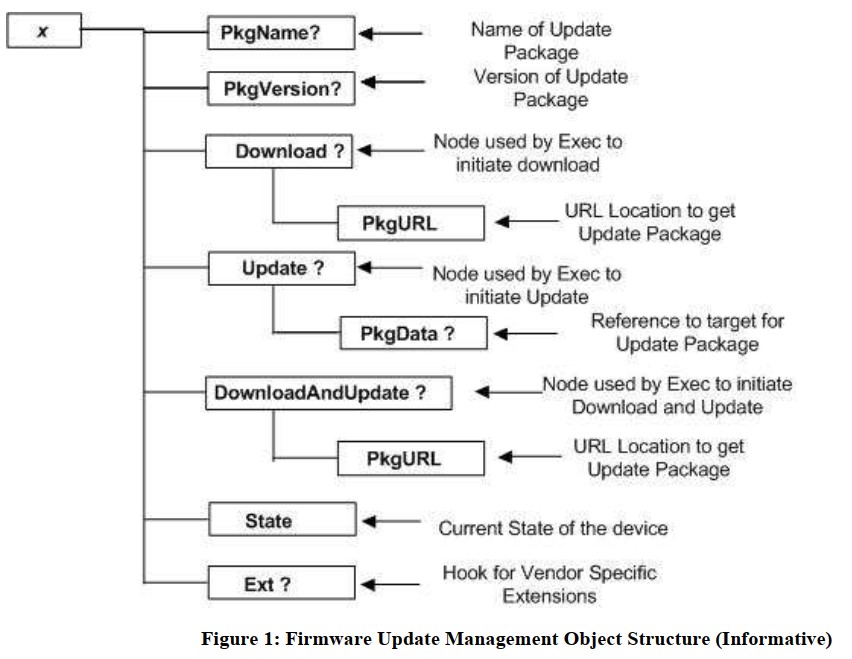 x
PkgName?
Name of Update
Package
PkgVersion?
Version of Update
Package
Download ?
Node used by Exec to
initiate download
PkgURL
URL Location to get
Update Package
Update ?
Node used by Exec to
initiate Update
PkgData ?
Reference to target for
Update Package
DownloadAndUpdate ?
Node used by Exec to initiate
Download and Update
PkgURL
URL Location to get
Update Package
State
Current State of the device
Ext ?
Hook for Vendor Specific
Extensions
Figure 1: Firmware Update Management Object Structure (Informative)